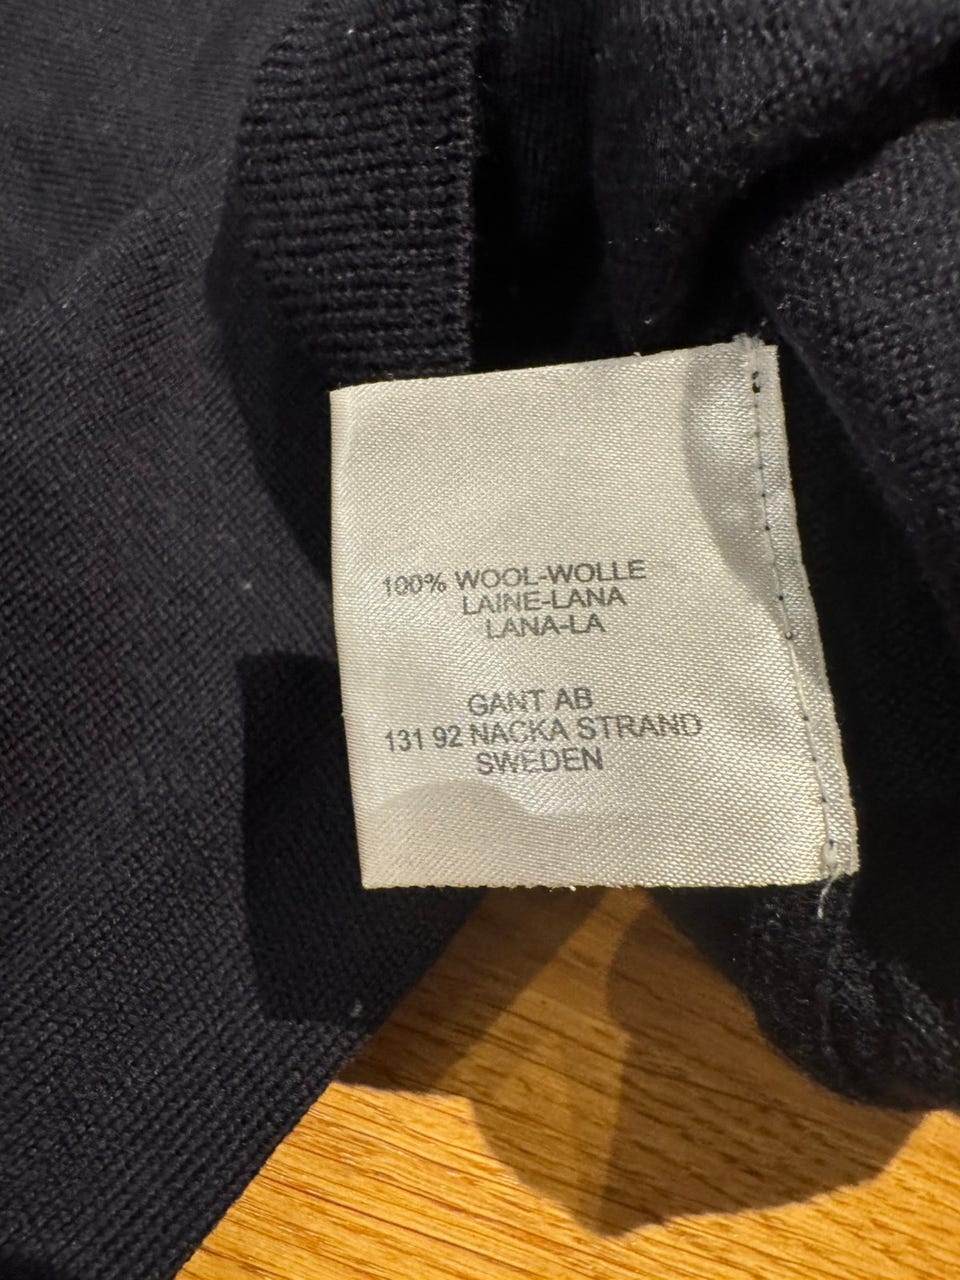 100% WOOL-WOLLE
LAINE-LANA
LANA-LA
GANT AB
131 92 NACKA STRAND
SWEDEN